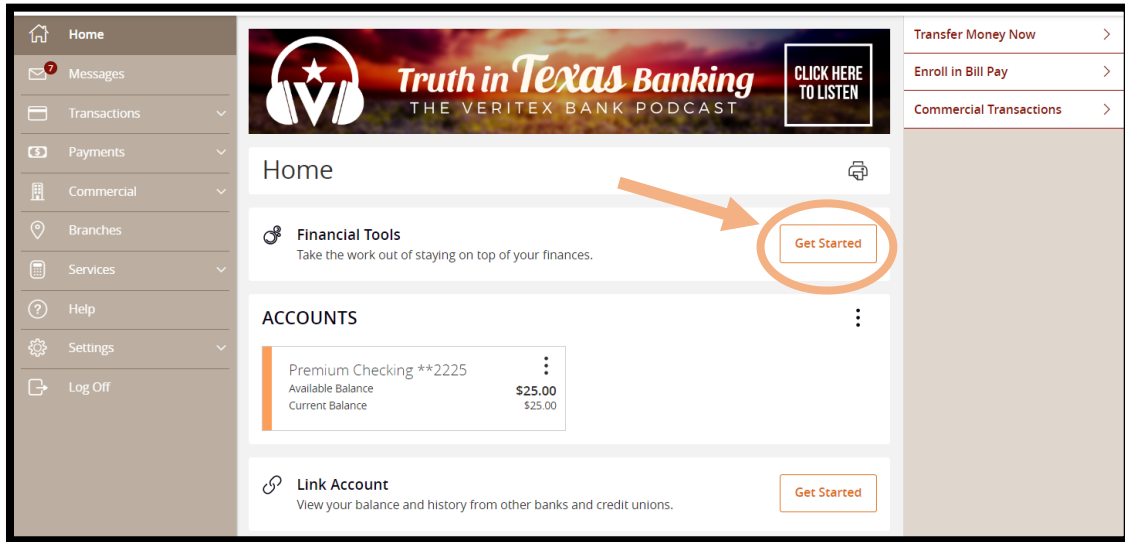 Home
7
Messages
Transactions
Payments
Commercial
Branches
Services
Help
Settings
Log Off
Truth in Texas Banking
THE VERITEX BANK PODCAST
CLICK HERE
TO LISTEN
Home
Financial Tools
Take the work out of staying on top of your finances.
Get Started
ACCOUNTS
Premium Checking **2225
Available Balance $25.00
Current Balance $25.00
Link Account
View your balance and history from other banks and credit unions.
Get Started
Transfer Money Now
Enroll in Bill Pay
Commercial Transactions